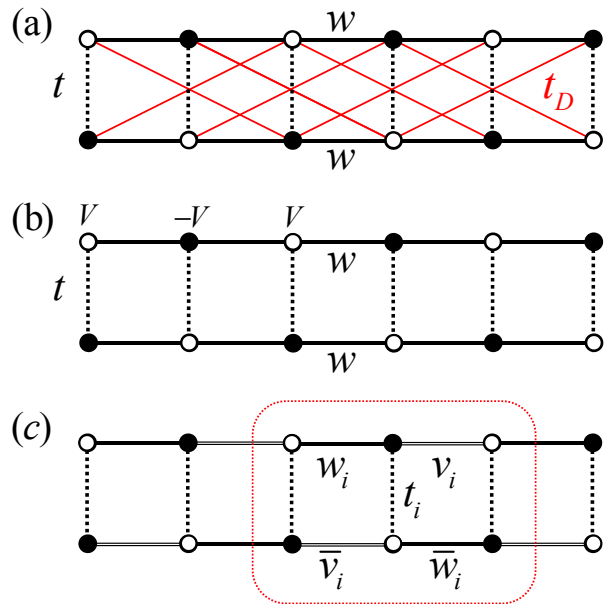 (a)
w
t
t_D
w
(b)
V –V V
t
w
w
(c)
w_i v_i
t_i
v̅_i w̅_i